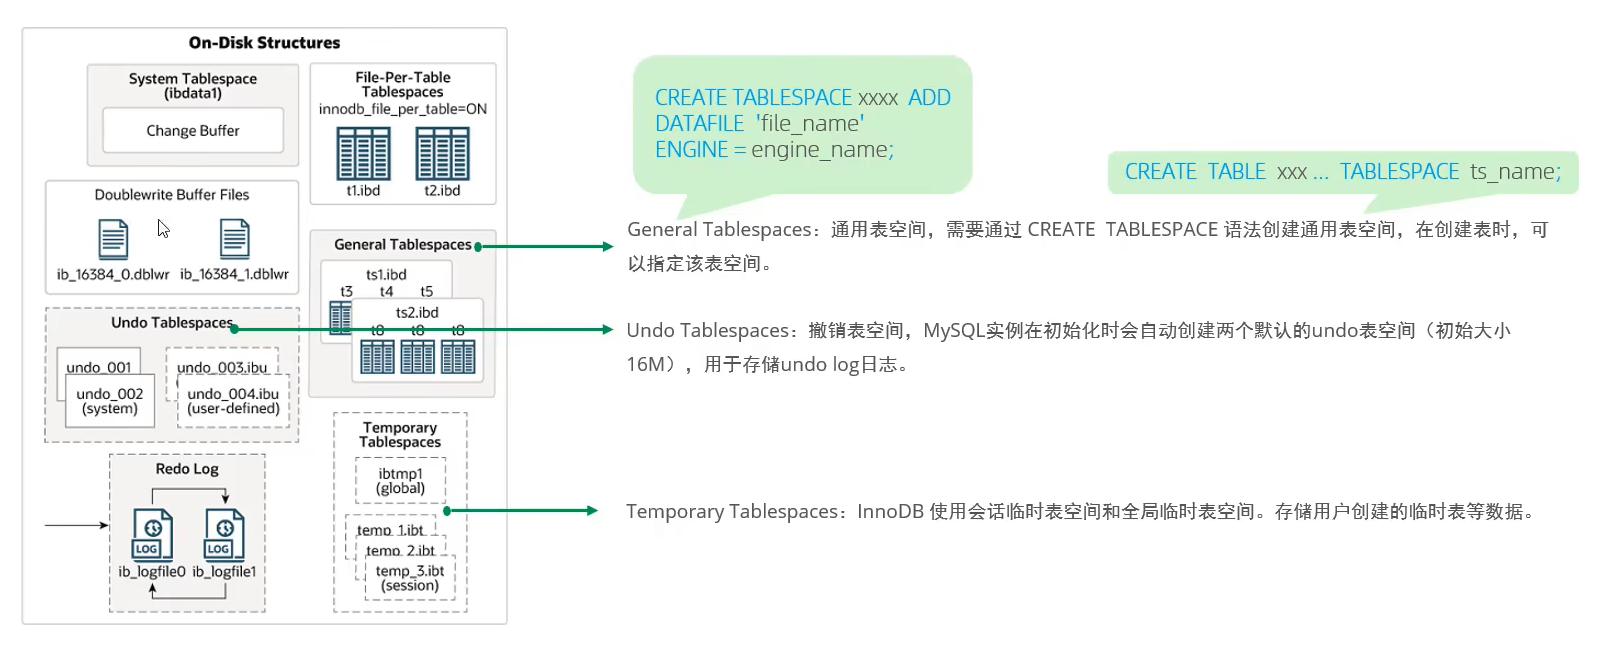 On-Disk Structures
System Tablespace
(ibdata1)
Change Buffer
File-Per-Table
Tablespaces
innodb_file_per_table=ON
t1.ibd
t2.ibd
Doublewrite Buffer Files
ib_16384_0.dblwr
ib_16384_1.dblwr
General Tablespaces
ts1.ibd
t3 t4 t5
ts2.ibd
t6 t8 t8
Undo Tablespaces
undo_001
undo_002
(system)
undo_003.ibu
undo_004.ibu
(user-defined)
Temporary
Tablespaces
ibtmp1
(global)
temp_1.ibt
temp_2.ibt
temp_3.ibt
(session)
Redo Log
LOG
LOG
ib_logfile0 ib_logfile1
CREATE TABLESPACE xxxx ADD
DATAFILE 'file_name'
ENGINE = engine_name;
CREATE TABLE xxx ... TABLESPACE ts_name;
General Tablespaces：通用表空间，需要通过 CREATE TABLESPACE 语法创建通用表空间，在创建表时，可
以指定该表空间。
Undo Tablespaces：撤销表空间，MySQL实例在初始化时会自动创建两个默认的undo表空间（初始大小
16M），用于存储undo log日志。
Temporary Tablespaces：InnoDB 使用会话临时表空间和全局临时表空间。存储用户创建的临时表等数据。